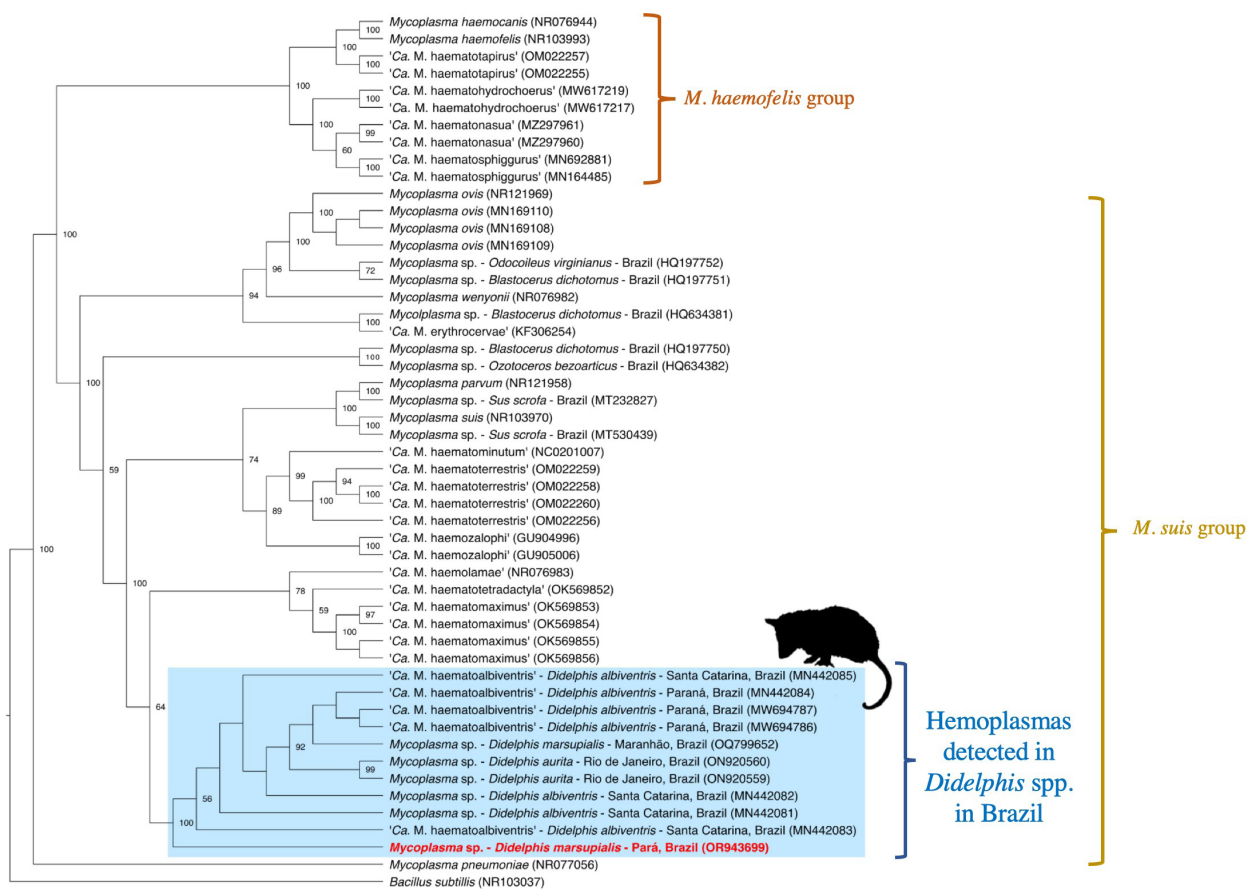 Mycoplasma haemocanis (NR076944)
Mycoplasma haemofelis (NR103993)
'Ca. M. haematotapirus' (OM022257)
'Ca. M. haematotapirus' (OM022255)
'Ca. M. haematohydrochoerus' (MW617219)
'Ca. M. haematohydrochoerus' (MW617217)
'Ca. M. haematonasua' (MZ297961)
'Ca. M. haematonasua' (MZ297960)
'Ca. M. haematosphiggurus' (MN692881)
'Ca. M. haematosphiggurus' (MN164485)
Mycoplasma ovis (NR121969)
Mycoplasma ovis (MN169110)
Mycoplasma ovis (MN169108)
Mycoplasma ovis (MN169109)
Mycoplasma sp. - Odocoileus virginianus - Brazil (HQ197752)
Mycoplasma sp. - Blastocerus dichotomus - Brazil (HQ197751)
Mycoplasma wenyonii (NR076982)
Mycolplasma sp. - Blastocerus dichotomus - Brazil (HQ634381)
'Ca. M. erythrocervae' (KF306254)
Mycoplasma sp. - Blastocerus dichotomus - Brazil (HQ197750)
Mycoplasma sp. - Ozotoceros bezoarticus - Brazil (HQ634382)
Mycoplasma parvum (NR121958)
Mycoplasma sp. - Sus scrofa - Brazil (MT232827)
Mycoplasma suis (NR103970)
Mycoplasma sp. - Sus scrofa - Brazil (MT530439)
'Ca. M. haematominutum' (NC0201007)
'Ca. M. haematoterrestris' (OM022259)
'Ca. M. haematoterrestris' (OM022258)
'Ca. M. haematoterrestris' (OM022260)
'Ca. M. haematoterrestris' (OM022256)
'Ca. M. haemozalophi' (GU904996)
'Ca. M. haemozalophi' (GU905006)
'Ca. M. haemolamae' (NR076983)
'Ca. M. haematotetradactyla' (OK569852)
'Ca. M. haematomaximus' (OK569853)
'Ca. M. haematomaximus' (OK569854)
'Ca. M. haematomaximus' (OK569855)
'Ca. M. haematomaximus' (OK569856)
'Ca. M. haematoalbiventris' - Didelphis albiventris - Santa Catarina, Brazil (MN442085)
'Ca. M. haematoalbiventris' - Didelphis albiventris - Paraná, Brazil (MN442084)
'Ca. M. haematoalbiventris' - Didelphis albiventris - Paraná, Brazil (MW694787)
'Ca. M. haematoalbiventris' - Didelphis albiventris - Paraná, Brazil (MW694786)
Mycoplasma sp. - Didelphis marsupialis - Maranhão, Brazil (OQ799652)
Mycoplasma sp. - Didelphis aurita - Rio de Janeiro, Brazil (ON920560)
Mycoplasma sp. - Didelphis aurita - Rio de Janeiro, Brazil (ON920559)
Mycoplasma sp. - Didelphis albiventris - Santa Catarina, Brazil (MN442082)
Mycoplasma sp. - Didelphis albiventris - Santa Catarina, Brazil (MN442081)
'Ca. M. haematoalbiventris' - Didelphis albiventris - Santa Catarina, Brazil (MN442083)
Mycoplasma sp. - Didelphis marsupialis - Pará, Brazil (OR943699)
Mycoplasma pneumoniae (NR077056)
Bacillus subtillis (NR103037)
100
100
100
100
100
100
99
60
100
100
100
100
96
72
94
100
100
100
100
100
100
59
74
99
94
100
100
89
100
100
78
59
97
100
64
92
99
56
100
100
M. haemofelis group
M. suis group
Hemoplasmas
detected in
Didelphis spp.
in Brazil